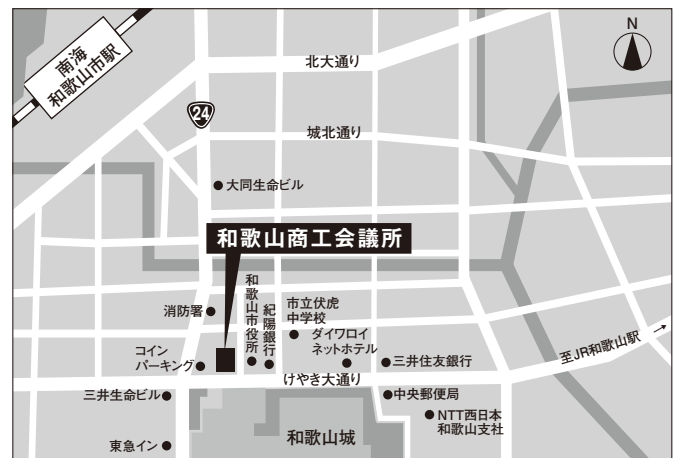 南海
和歌山市駅
N
北大通り
24
城北通り
大同生命ビル
和歌山商工会議所
消防署
和歌山市役所
紀陽銀行
市立伏虎
中学校
ダイワロイ
ネットホテル
コイン
パーキング
三井住友銀行
至JR和歌山駅
けやき大通り
三井生命ビル
中央郵便局
NTT西日本
和歌山支社
和歌山城
東急イン